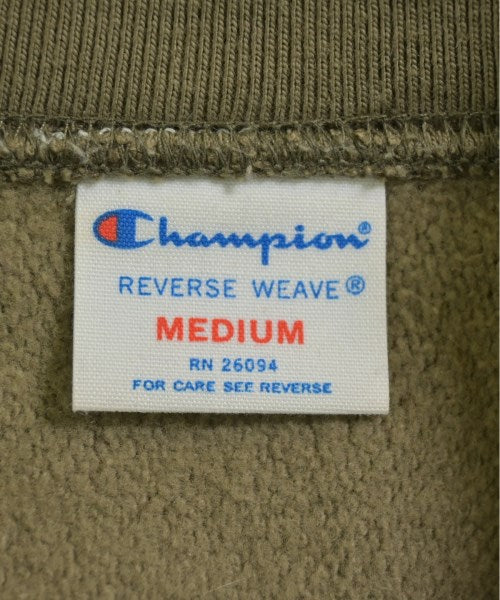 Champion®
REVERSE WEAVE®
MEDIUM
RN 26094
FOR CARE SEE REVERSE